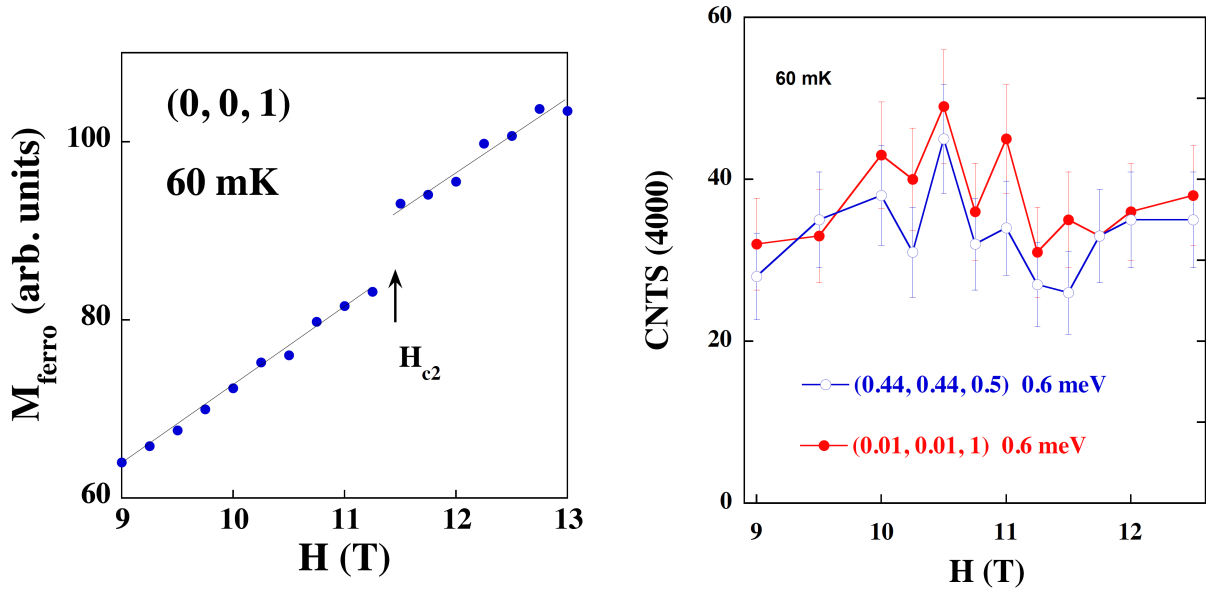 (0, 0, 1)
60 mK
H_c2
M_ferro (arb. units)
60
80
100
9
10
11
12
13
H (T)
60 mK
(0.44, 0.44, 0.5) 0.6 meV
(0.01, 0.01, 1) 0.6 meV
CNTS (4000)
0
20
40
60
9
10
11
12
H (T)